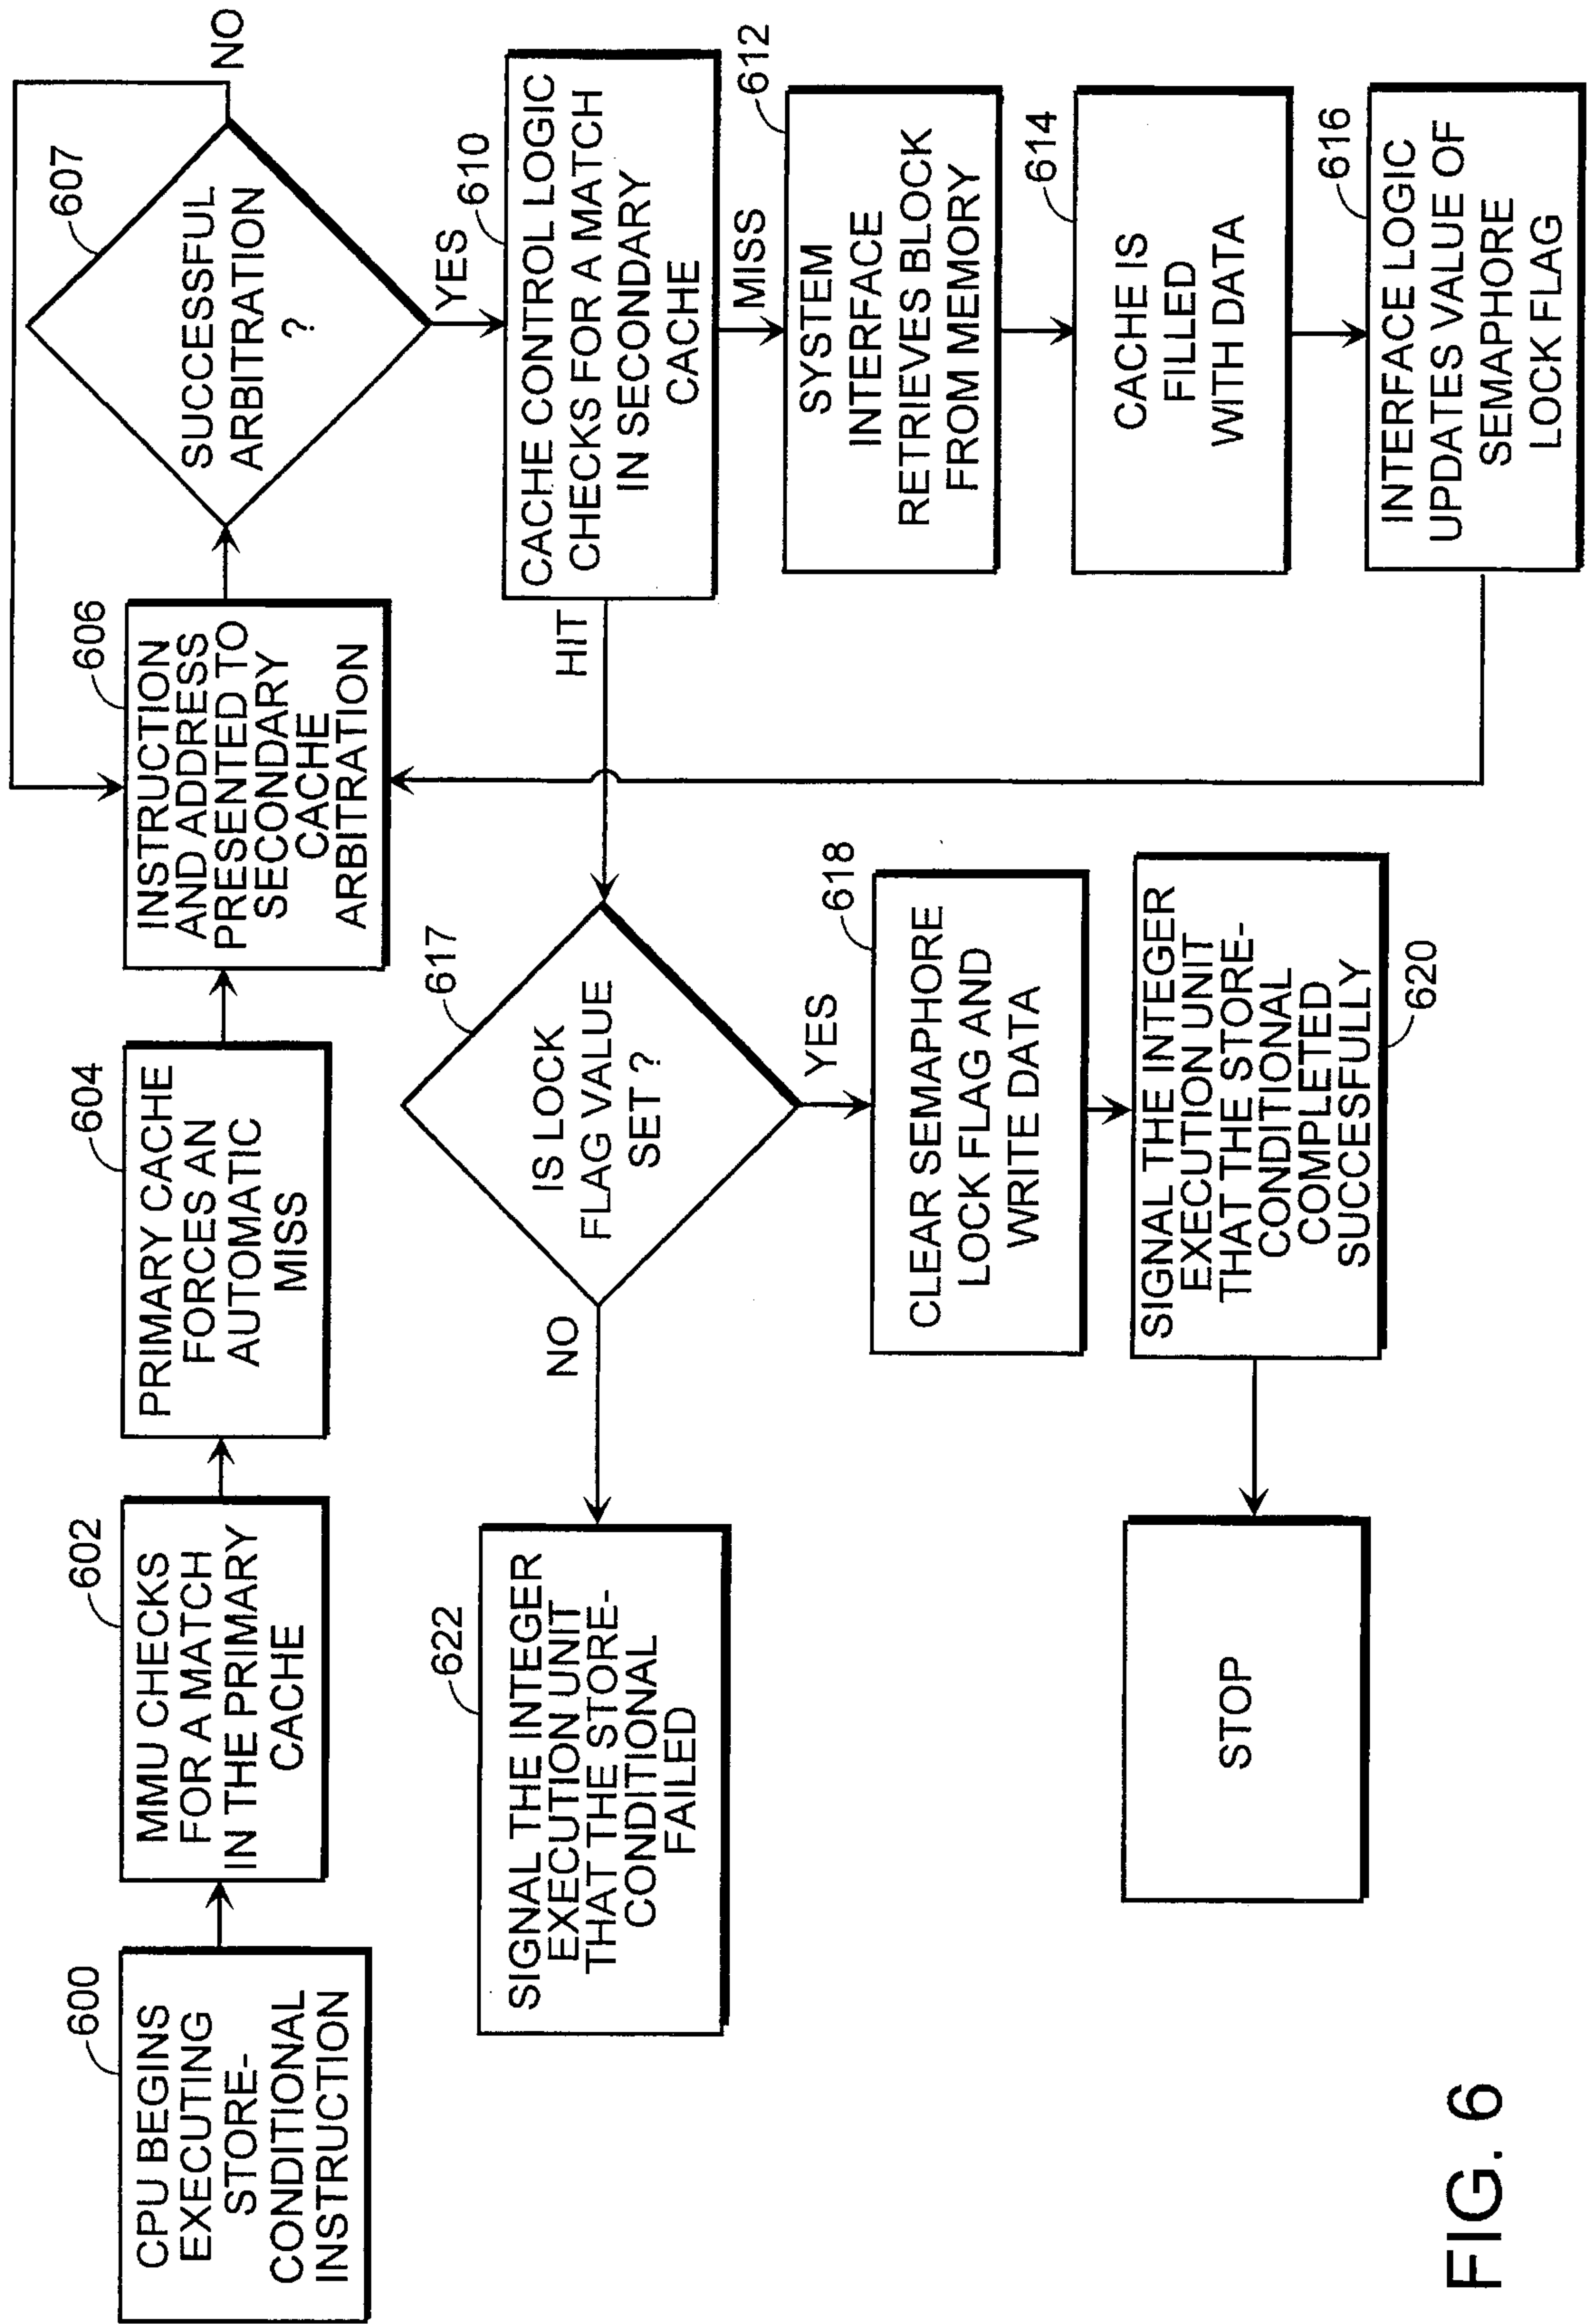 600
CPU BEGINS
EXECUTING
STORE-
CONDITIONAL
INSTRUCTION
602
MMU CHECKS
FOR A MATCH
IN THE PRIMARY
CACHE
604
PRIMARY CACHE
FORCES AN
AUTOMATIC
MISS
606
INSTRUCTION
AND ADDRESS
PRESENTED TO
SECONDARY
CACHE
ARBITRATION
607
SUCCESSFUL
ARBITRATION
?
NO
YES
610
CACHE CONTROL LOGIC
CHECKS FOR A MATCH
IN SECONDARY
CACHE
HIT
MISS
612
SYSTEM
INTERFACE
RETRIEVES BLOCK
FROM MEMORY
614
CACHE IS
FILLED
WITH DATA
616
INTERFACE LOGIC
UPDATES VALUE OF
SEMAPHORE
LOCK FLAG
617
IS LOCK
FLAG VALUE
SET ?
NO
YES
622
SIGNAL THE INTEGER
EXECUTION UNIT
THAT THE STORE-
CONDITIONAL
FAILED
618
CLEAR SEMAPHORE
LOCK FLAG AND
WRITE DATA
SIGNAL THE INTEGER
EXECUTION UNIT
THAT THE STORE-
CONDITIONAL
COMPLETED
SUCCESSFULLY
620
STOP
FIG. 6